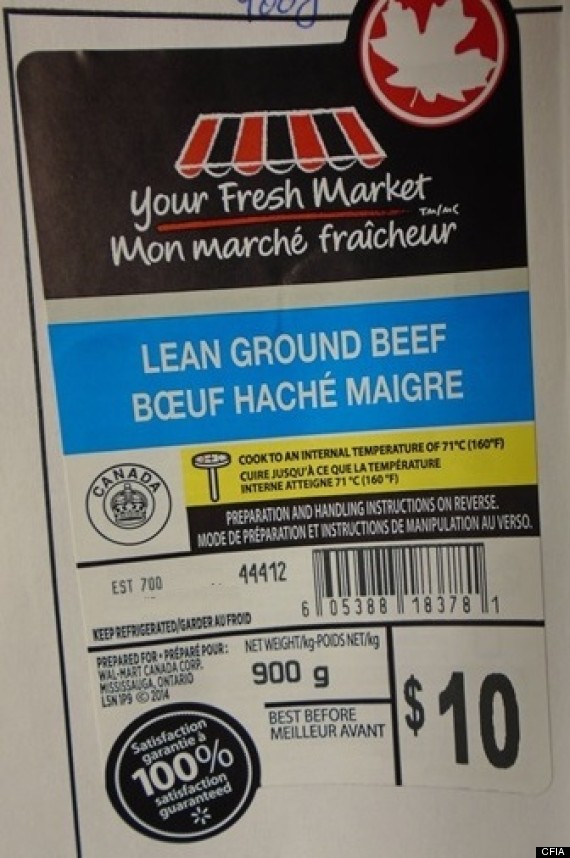 900g
Your Fresh Market
TM/MC
Mon marché fraîcheur
LEAN GROUND BEEF
BŒUF HACHÉ MAIGRE
COOK TO AN INTERNAL TEMPERATURE OF 71°C (160°F)
CUIRE JUSQU'À CE QUE LA TEMPÉRATURE
INTERNE ATTEIGNE 71 °C (160 °F)
CANADA
PREPARATION AND HANDLING INSTRUCTIONS ON REVERSE.
MODE DE PRÉPARATION ET INSTRUCTIONS DE MANIPULATION AU VERSO.
EST 700
44412
6 05388 18378 1
KEEP REFRIGERATED/GARDER AU FROID
PREPARED FOR • PRÉPARÉ POUR :
WAL-MART CANADA CORP.
MISSISSAUGA, ONTARIO
L5N 1P9 © 2014
NET WEIGHT/kg-POIDS NET/kg
900 g
BEST BEFORE
MEILLEUR AVANT
$10
Satisfaction
garantie à
100%
satisfaction
guaranteed
CFIA